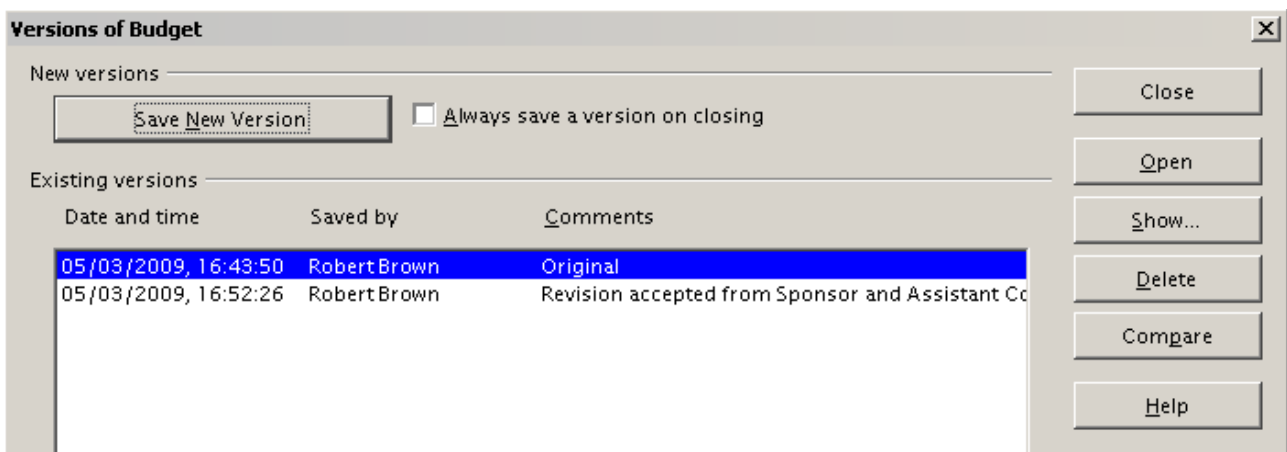 Versions of Budget
New versions
Save New Version
Always save a version on closing
Close
Open
Existing versions
Date and time Saved by Comments
Show...
05/03/2009, 16:43:50 Robert Brown Original
05/03/2009, 16:52:26 Robert Brown Revision accepted from Sponsor and Assistant
Delete
Compare
Help